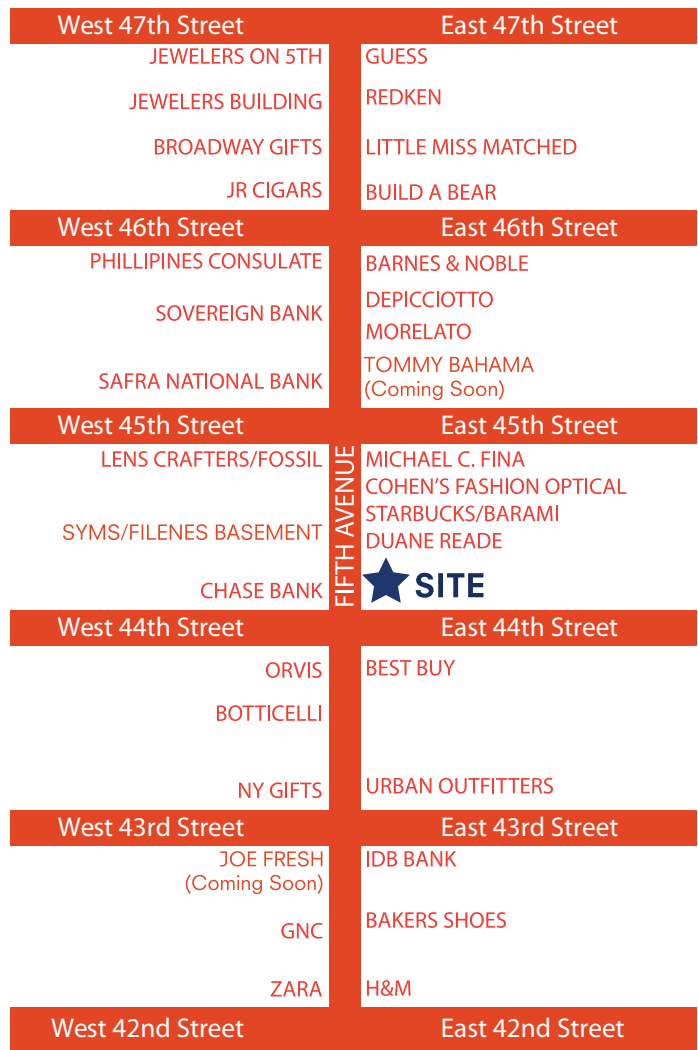 West 47th Street East 47th Street
JEWELERS ON 5TH GUESS
JEWELERS BUILDING REDKEN
BROADWAY GIFTS LITTLE MISS MATCHED
JR CIGARS BUILD A BEAR
West 46th Street East 46th Street
PHILLIPINES CONSULATE BARNES & NOBLE
DEPICCIOTTO
SOVEREIGN BANK
MORELATO
TOMMY BAHAMA
SAFRA NATIONAL BANK (Coming Soon)
West 45th Street East 45th Street
LENS CRAFTERS/FOSSIL MICHAEL C. FINA
COHEN'S FASHION OPTICAL
STARBUCKS/BARAMI
SYMS/FILENES BASEMENT DUANE READE
FIFTH AVENUE
CHASE BANK SITE
West 44th Street East 44th Street
ORVIS BEST BUY
BOTTICELLI
NY GIFTS URBAN OUTFITTERS
West 43rd Street East 43rd Street
JOE FRESH IDB BANK
(Coming Soon)
GNC BAKERS SHOES
ZARA H&M
West 42nd Street East 42nd Street